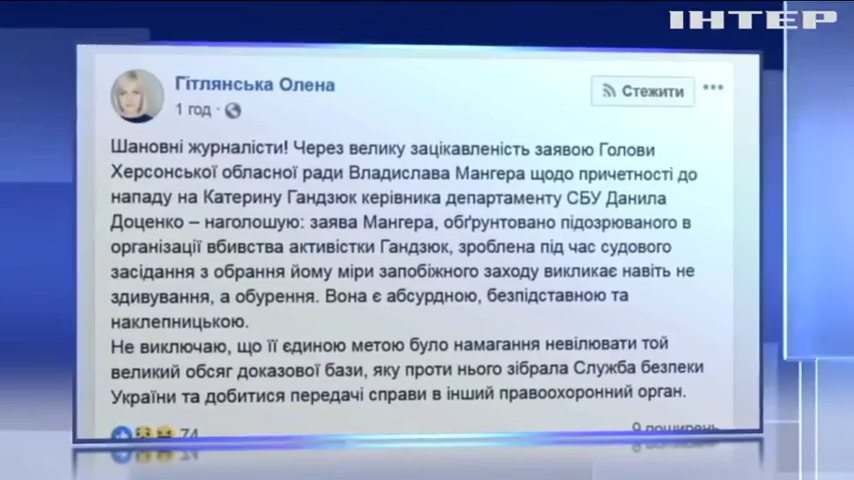 ІНТЕР
Гітлянська Олена
1 год ·
Стежити
Шановні журналісти! Через велику зацікавленість заявою Голови
Херсонської обласної ради Владислава Мангера щодо причетності до
нападу на Катерину Гандзюк керівника департаменту СБУ Данила
Доценко – наголошую: заява Мангера, обґрунтовано підозрюваного в
організації вбивства активістки Гандзюк, зроблена під час судового
засідання з обрання йому міри запобіжного заходу викликає навіть не
здивування, а обурення. Вона є абсурдною, безпідставною та
наклепницькою.
Не виключаю, що її єдиною метою було намагання невілювати той
великий обсяг доказової бази, яку проти нього зібрала Служба безпеки
України та добитися передачі справи в інший правоохоронний орган.
74
9 поширень